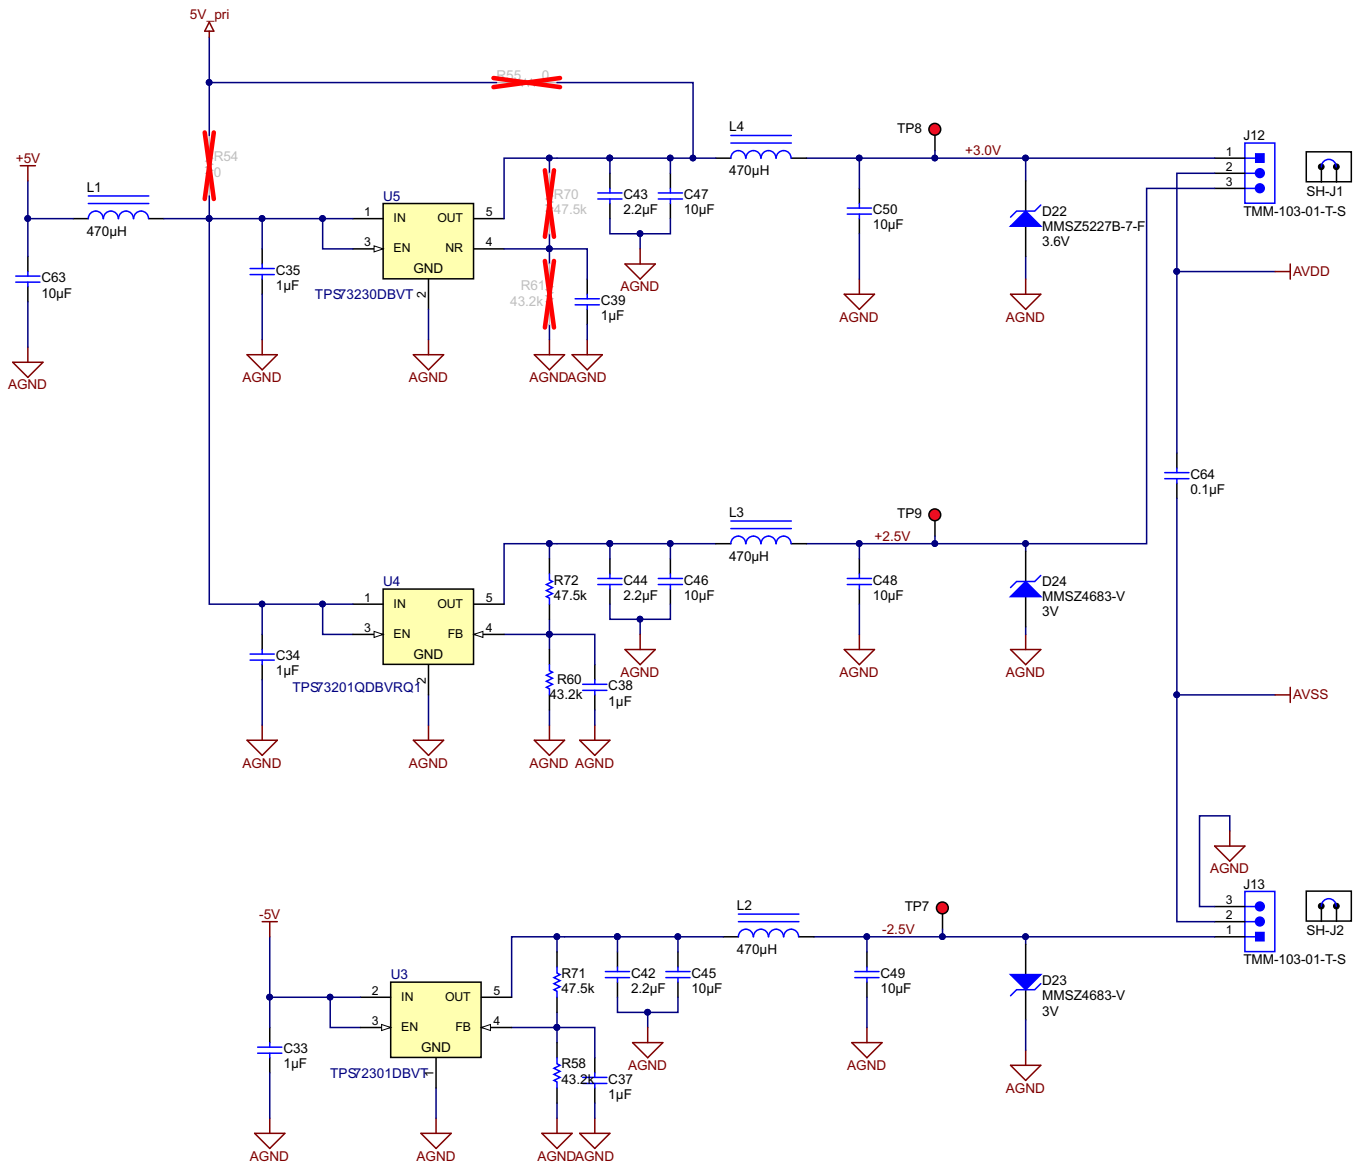 5V_pri
R55
0
R54
0
+5V
L1
470µH
C63
10µF
AGND
C35
1µF
AGND
U5
1
IN
OUT
5
3
EN
NR
4
GND
2
TPS73230DBVT
AGND
R70
47.5k
R61
43.2k
AGND
C39
1µF
AGND
C43
2.2µF
C47
10µF
AGND
L4
470µH
TP8
+3.0V
C50
10µF
AGND
D22
MMSZ5227B-7-F
3.6V
AGND
J12
1
2
3
TMM-103-01-T-S
SH-J1
AVDD
C64
0.1µF
AVSS
C34
1µF
AGND
U4
1
IN
OUT
5
3
EN
FB
4
GND
2
TPS73201QDBVRQ1
AGND
R72
47.5k
R60
43.2k
AGND
C38
1µF
AGND
C44
2.2µF
C46
10µF
AGND
L3
470µH
TP9
+2.5V
C48
10µF
AGND
D24
MMSZ4683-V
3V
AGND
-5V
C33
1µF
AGND
U3
2
IN
OUT
5
3
EN
FB
4
GND
1
TPS72301DBVT
AGND
R71
47.5k
R58
43.2k
AGND
C37
1µF
AGND
C42
2.2µF
C45
10µF
AGND
L2
470µH
TP7
-2.5V
C49
10µF
AGND
D23
MMSZ4683-V
3V
AGND
AGND
J13
3
2
1
TMM-103-01-T-S
SH-J2